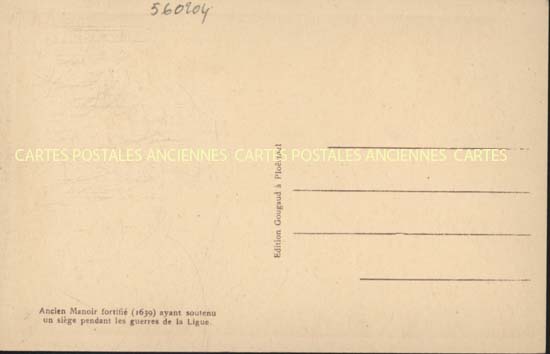 560204
CARTES POSTALES ANCIENNES CARTES POSTALES ANCIENNES CARTES
Edition Gougaud à Ploërmel
Ancien Manoir fortifié (1639) ayant soutenu
un siège pendant les guerres de la Ligue.